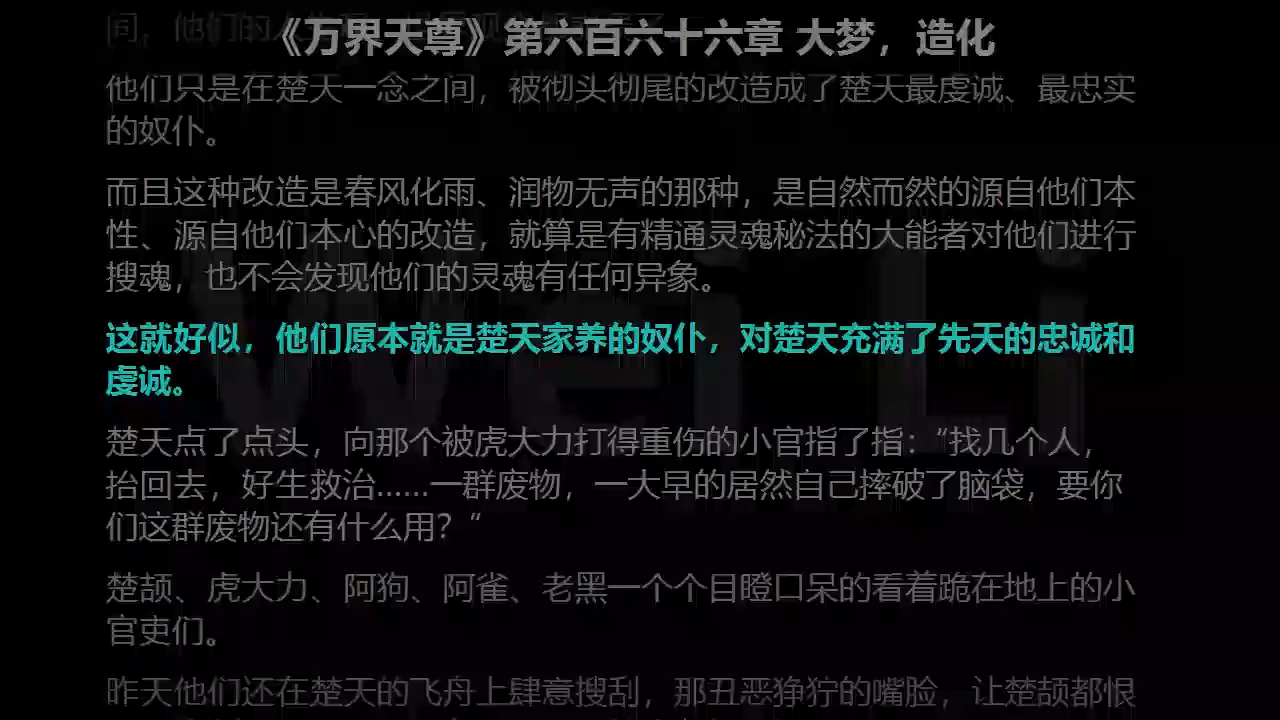 《万界天尊》第六百六十六章 大梦，造化
间，他们的人
他们只是在楚天一念之间，被彻头彻尾的改造成了楚天最虔诚、最忠实
的奴仆。
而且这种改造是春风化雨、润物无声的那种，是自然而然的源自他们本
性、源自他们本心的改造，就算是有精通灵魂秘法的大能者对他们进行
搜魂，也不会发现他们的灵魂有任何异象。
这就好似，他们原本就是楚天家养的奴仆，对楚天充满了先天的忠诚和
虔诚。
楚天点了点头，向那个被虎大力打得重伤的小官指了指：“找几个人，
抬回去，好生救治……一群废物，一大早的居然自己摔破了脑袋，要你
们这群废物还有什么用？”
楚颉、虎大力、阿狗、阿雀、老黑一个个目瞪口呆的看着跪在地上的小
官吏们。
昨天他们还在楚天的飞舟上肆意搜刮，那丑恶狰狞的嘴脸，让楚颉都恨
Wei Li